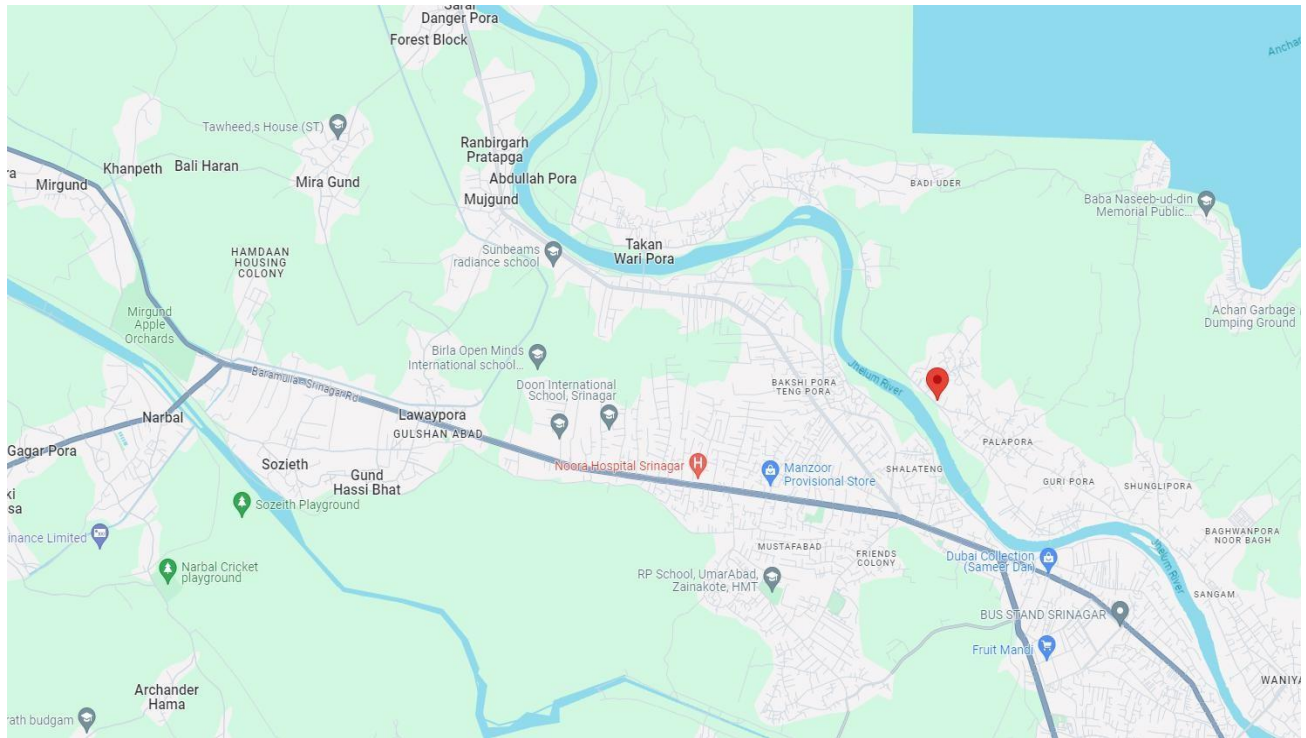 Sarai
Danger Pora
Forest Block
Anchar
Tawheed,s House (ST)
Ranbirgarh
Pratapga
Khanpeth
Bali Haran
Mirgund
Mira Gund
Abdullah Pora
Mujgund
BADI UDER
Baba Naseeb-ud-din
Memorial Public...
HAMDAAN
HOUSING
COLONY
Sunbeams
radiance school
Takan
Wari Pora
Mirgund
Apple
Orchards
Achan Garbage
Dumping Ground
Birla Open Minds
International school...
Jhelum River
Baramullar Srinagar Rd
Doon International
School, Srinagar
BAKSHI PORA
TENG PORA
Narbal
Lawaypora
GULSHAN ABAD
PALAPORA
Gagar Pora
Sozieth
Gund
Hassi Bhat
Noora Hospital Srinagar
Manzoor
Provisional Store
SHALATENG
GURI PORA
SHUNGLIPORA
ki
sa
Sozeith Playground
inance Limited
BAGHWANPORA
NOOR BAGH
MUSTAFABAD
FRIENDS
COLONY
Dubai Collection
(Sameer Dar)
Jhelum River
Narbal Cricket
playground
RP School, UmarAbad,
Zainakote, HMT
SANGAM
BUS STAND SRINAGAR
Fruit Mandi
WANIYA
Archander
Hama
rath budgam